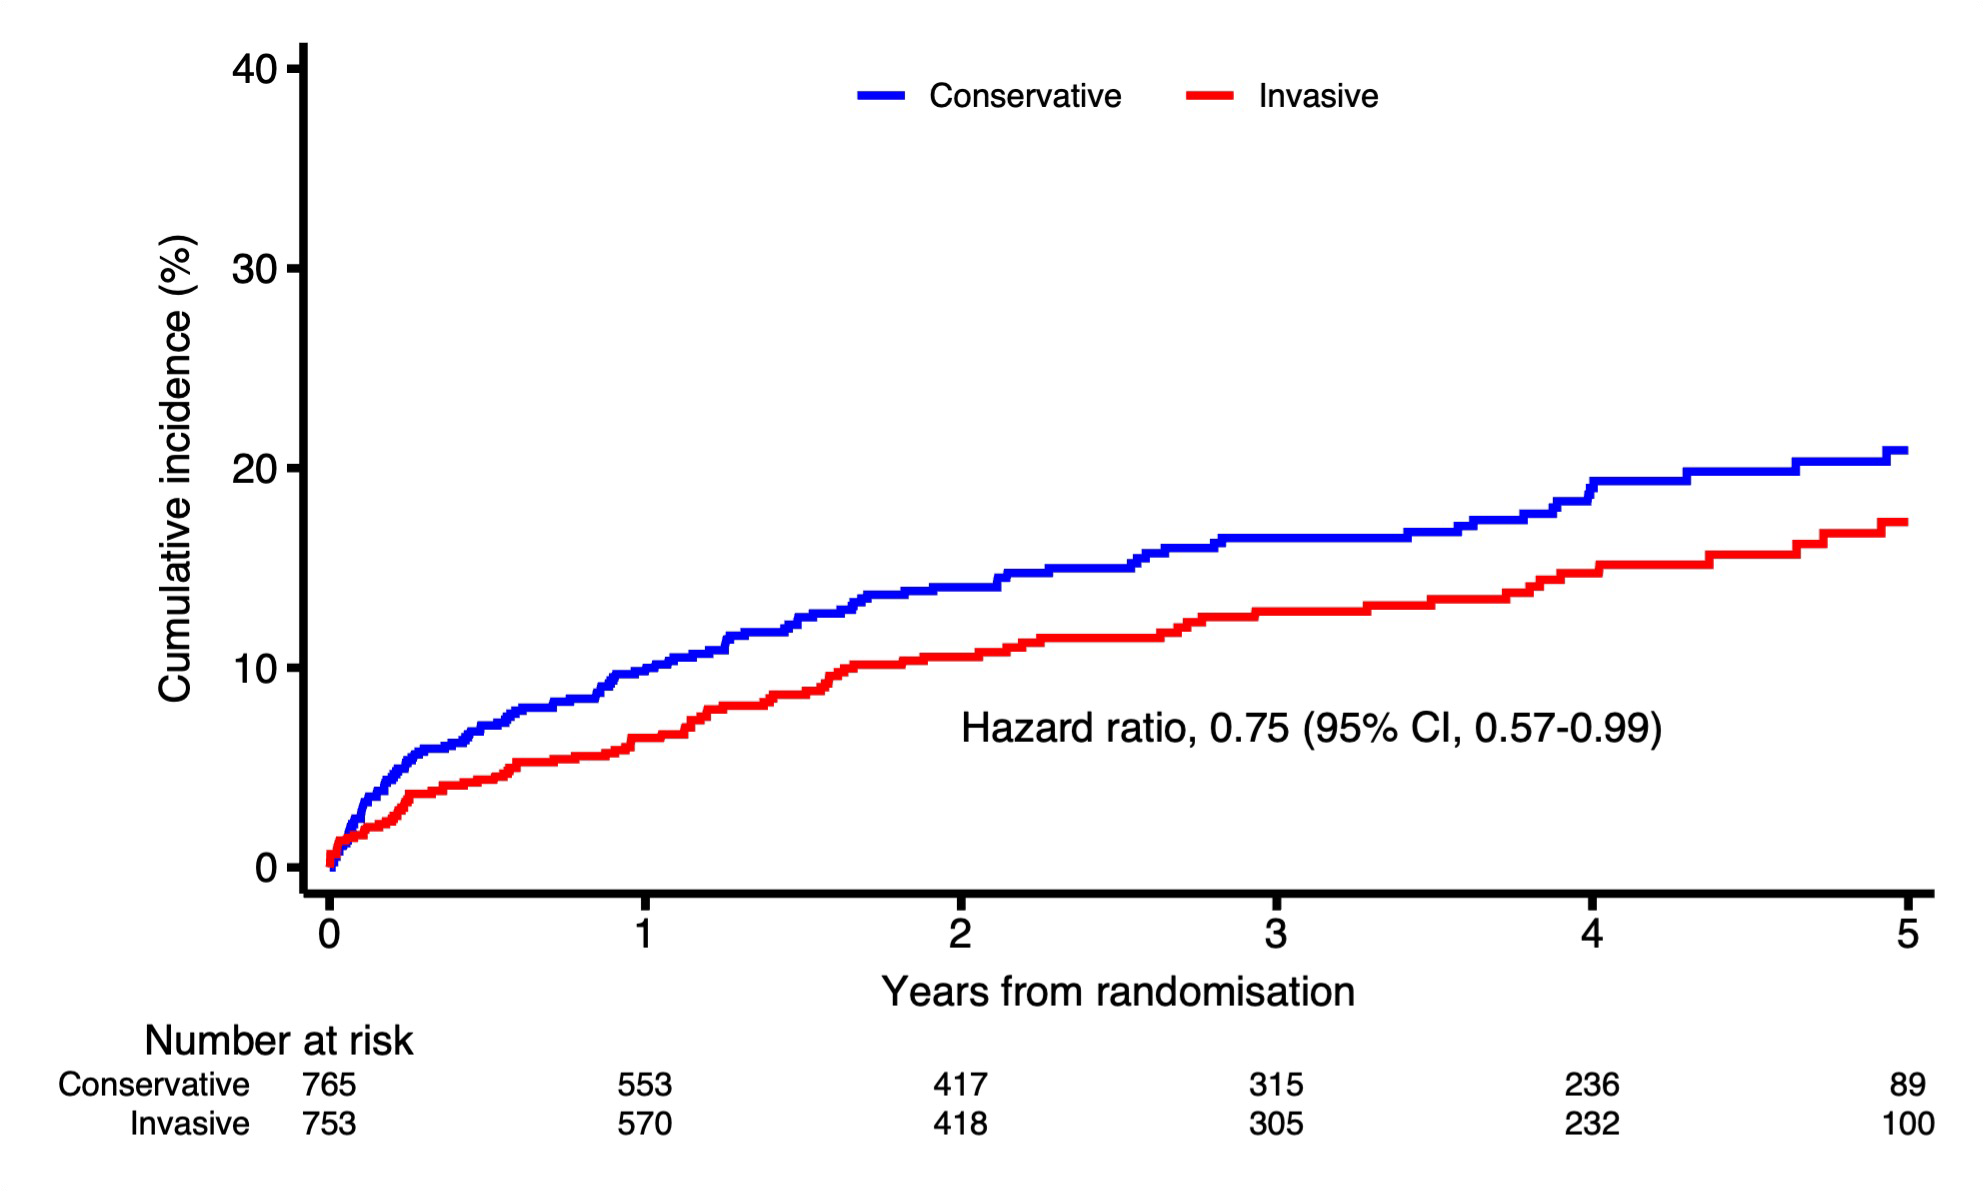 40
Conservative Invasive
30
Cumulative incidence (%)
20
10
Hazard ratio, 0.75 (95% CI, 0.57-0.99)
0
0 1 2 3 4 5
Years from randomisation
Number at risk
Conservative 765 553 417 315 236 89
Invasive 753 570 418 305 232 100